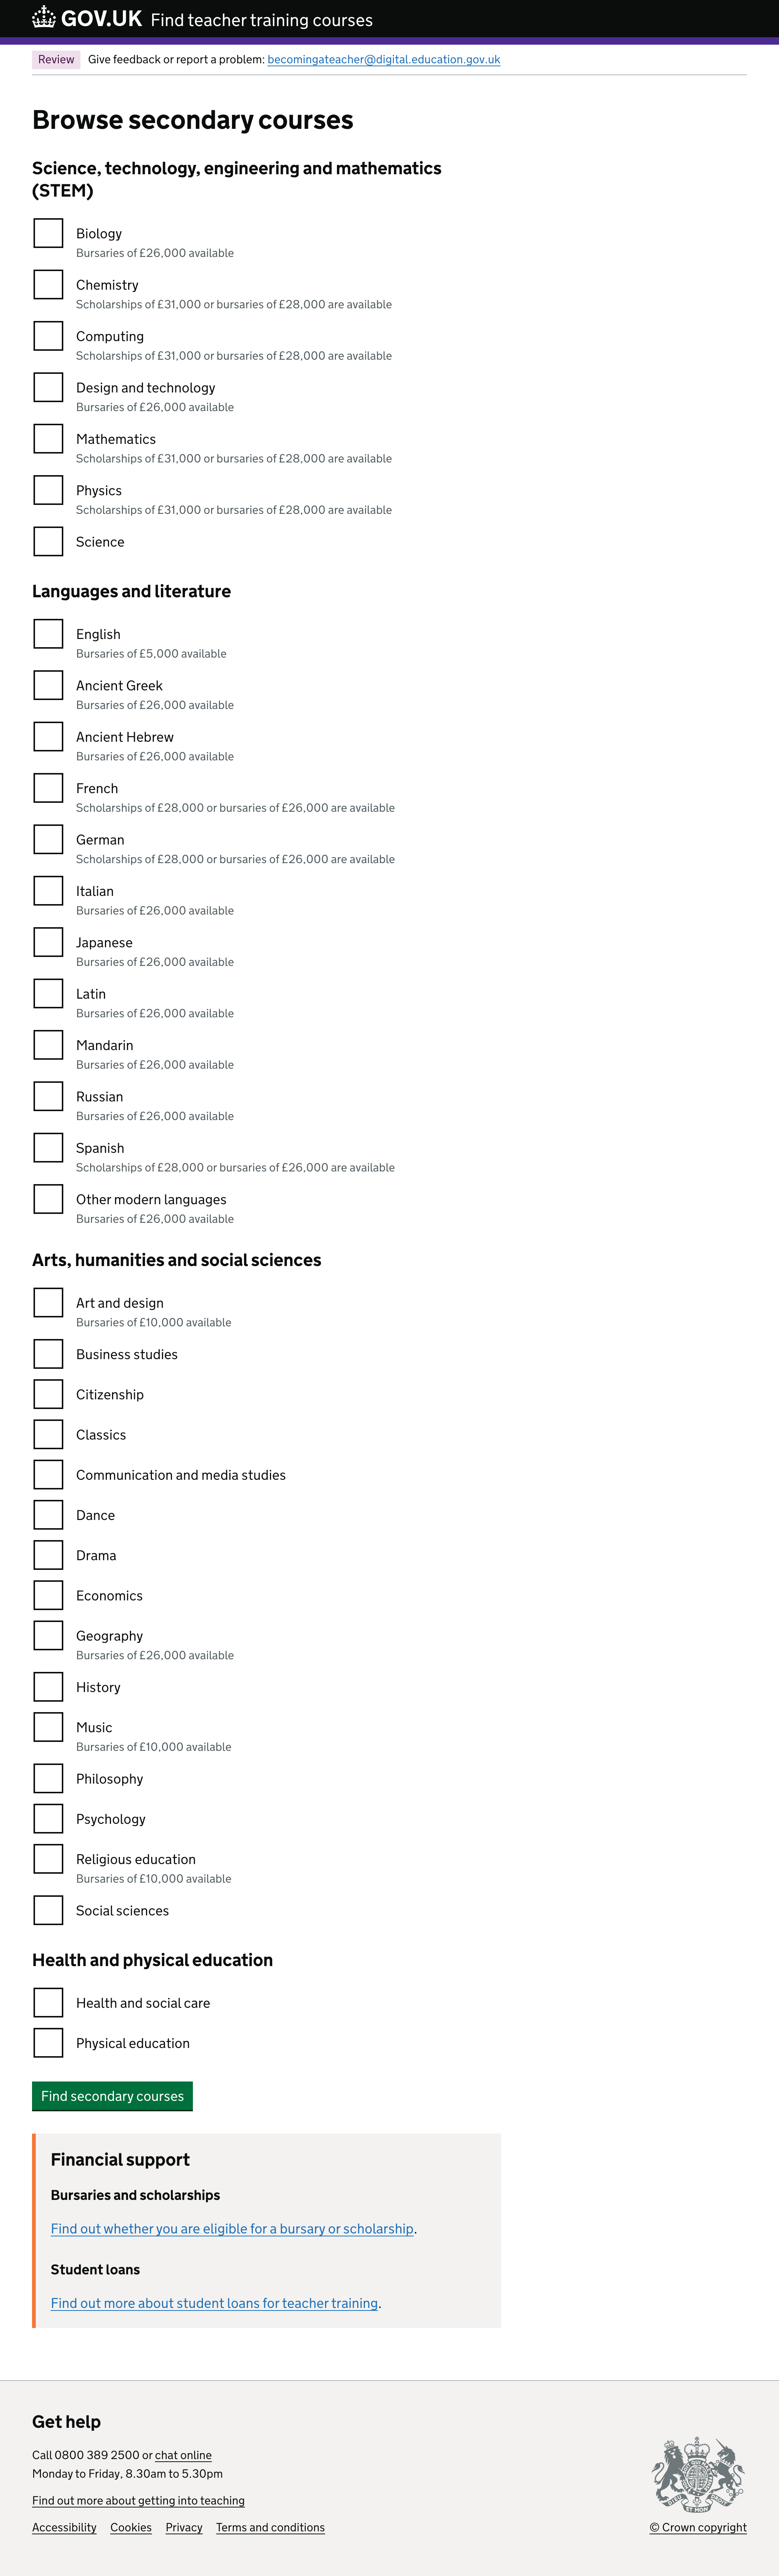 GOV.UK Find teacher training courses
Review Give feedback or report a problem: becomingateacher@digital.education.gov.uk
Browse secondary courses
Science, technology, engineering and mathematics
(STEM)
Biology
Bursaries of £26,000 available
Chemistry
Scholarships of £31,000 or bursaries of £28,000 are available
Computing
Scholarships of £31,000 or bursaries of £28,000 are available
Design and technology
Bursaries of £26,000 available
Mathematics
Scholarships of £31,000 or bursaries of £28,000 are available
Physics
Scholarships of £31,000 or bursaries of £28,000 are available
Science
Languages and literature
English
Bursaries of £5,000 available
Ancient Greek
Bursaries of £26,000 available
Ancient Hebrew
Bursaries of £26,000 available
French
Scholarships of £28,000 or bursaries of £26,000 are available
German
Scholarships of £28,000 or bursaries of £26,000 are available
Italian
Bursaries of £26,000 available
Japanese
Bursaries of £26,000 available
Latin
Bursaries of £26,000 available
Mandarin
Bursaries of £26,000 available
Russian
Bursaries of £26,000 available
Spanish
Scholarships of £28,000 or bursaries of £26,000 are available
Other modern languages
Bursaries of £26,000 available
Arts, humanities and social sciences
Art and design
Bursaries of £10,000 available
Business studies
Citizenship
Classics
Communication and media studies
Dance
Drama
Economics
Geography
Bursaries of £26,000 available
History
Music
Bursaries of £10,000 available
Philosophy
Psychology
Religious education
Bursaries of £10,000 available
Social sciences
Health and physical education
Health and social care
Physical education
Find secondary courses
Financial support
Bursaries and scholarships
Find out whether you are eligible for a bursary or scholarship.
Student loans
Find out more about student loans for teacher training.
Get help
Call 0800 389 2500 or chat online
Monday to Friday, 8.30am to 5.30pm
Find out more about getting into teaching
Accessibility Cookies Privacy Terms and conditions
© Crown copyright